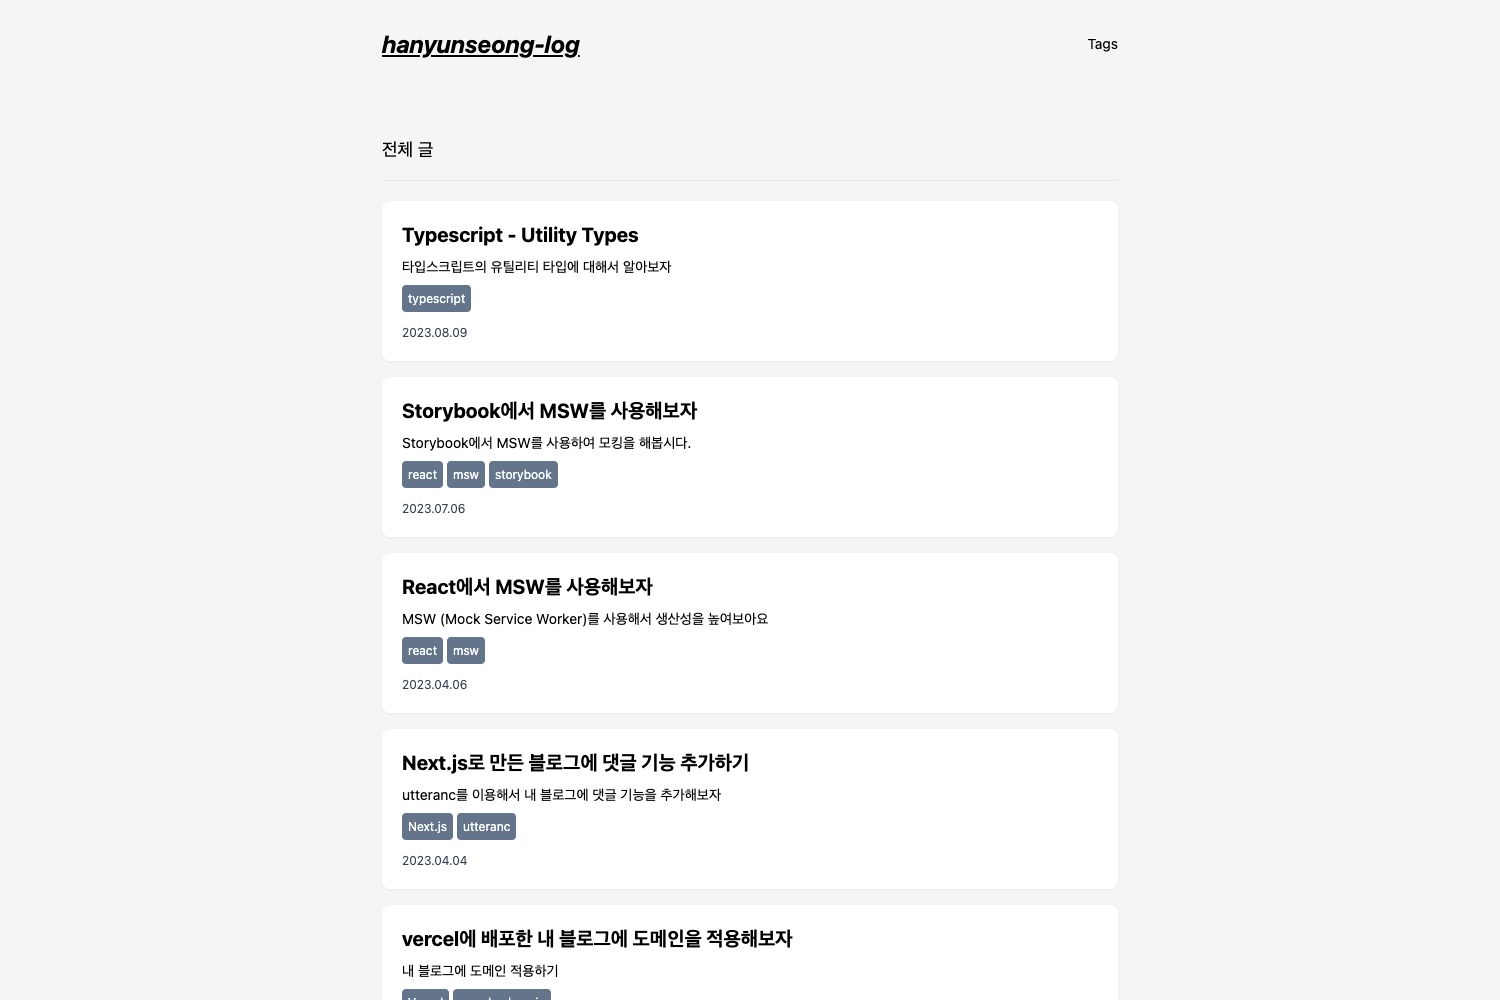 hanyunseong-log
Tags
전체 글
Typescript - Utility Types
타입스크립트의 유틸리티 타입에 대해서 알아보자
typescript
2023.08.09
Storybook에서 MSW를 사용해보자
Storybook에서 MSW를 사용하여 모킹을 해봅시다.
react msw storybook
2023.07.06
React에서 MSW를 사용해보자
MSW (Mock Service Worker)를 사용해서 생산성을 높여보아요
react msw
2023.04.06
Next.js로 만든 블로그에 댓글 기능 추가하기
utteranc를 이용해서 내 블로그에 댓글 기능을 추가해보자
Next.js utteranc
2023.04.04
vercel에 배포한 내 블로그에 도메인을 적용해보자
내 블로그에 도메인 적용하기